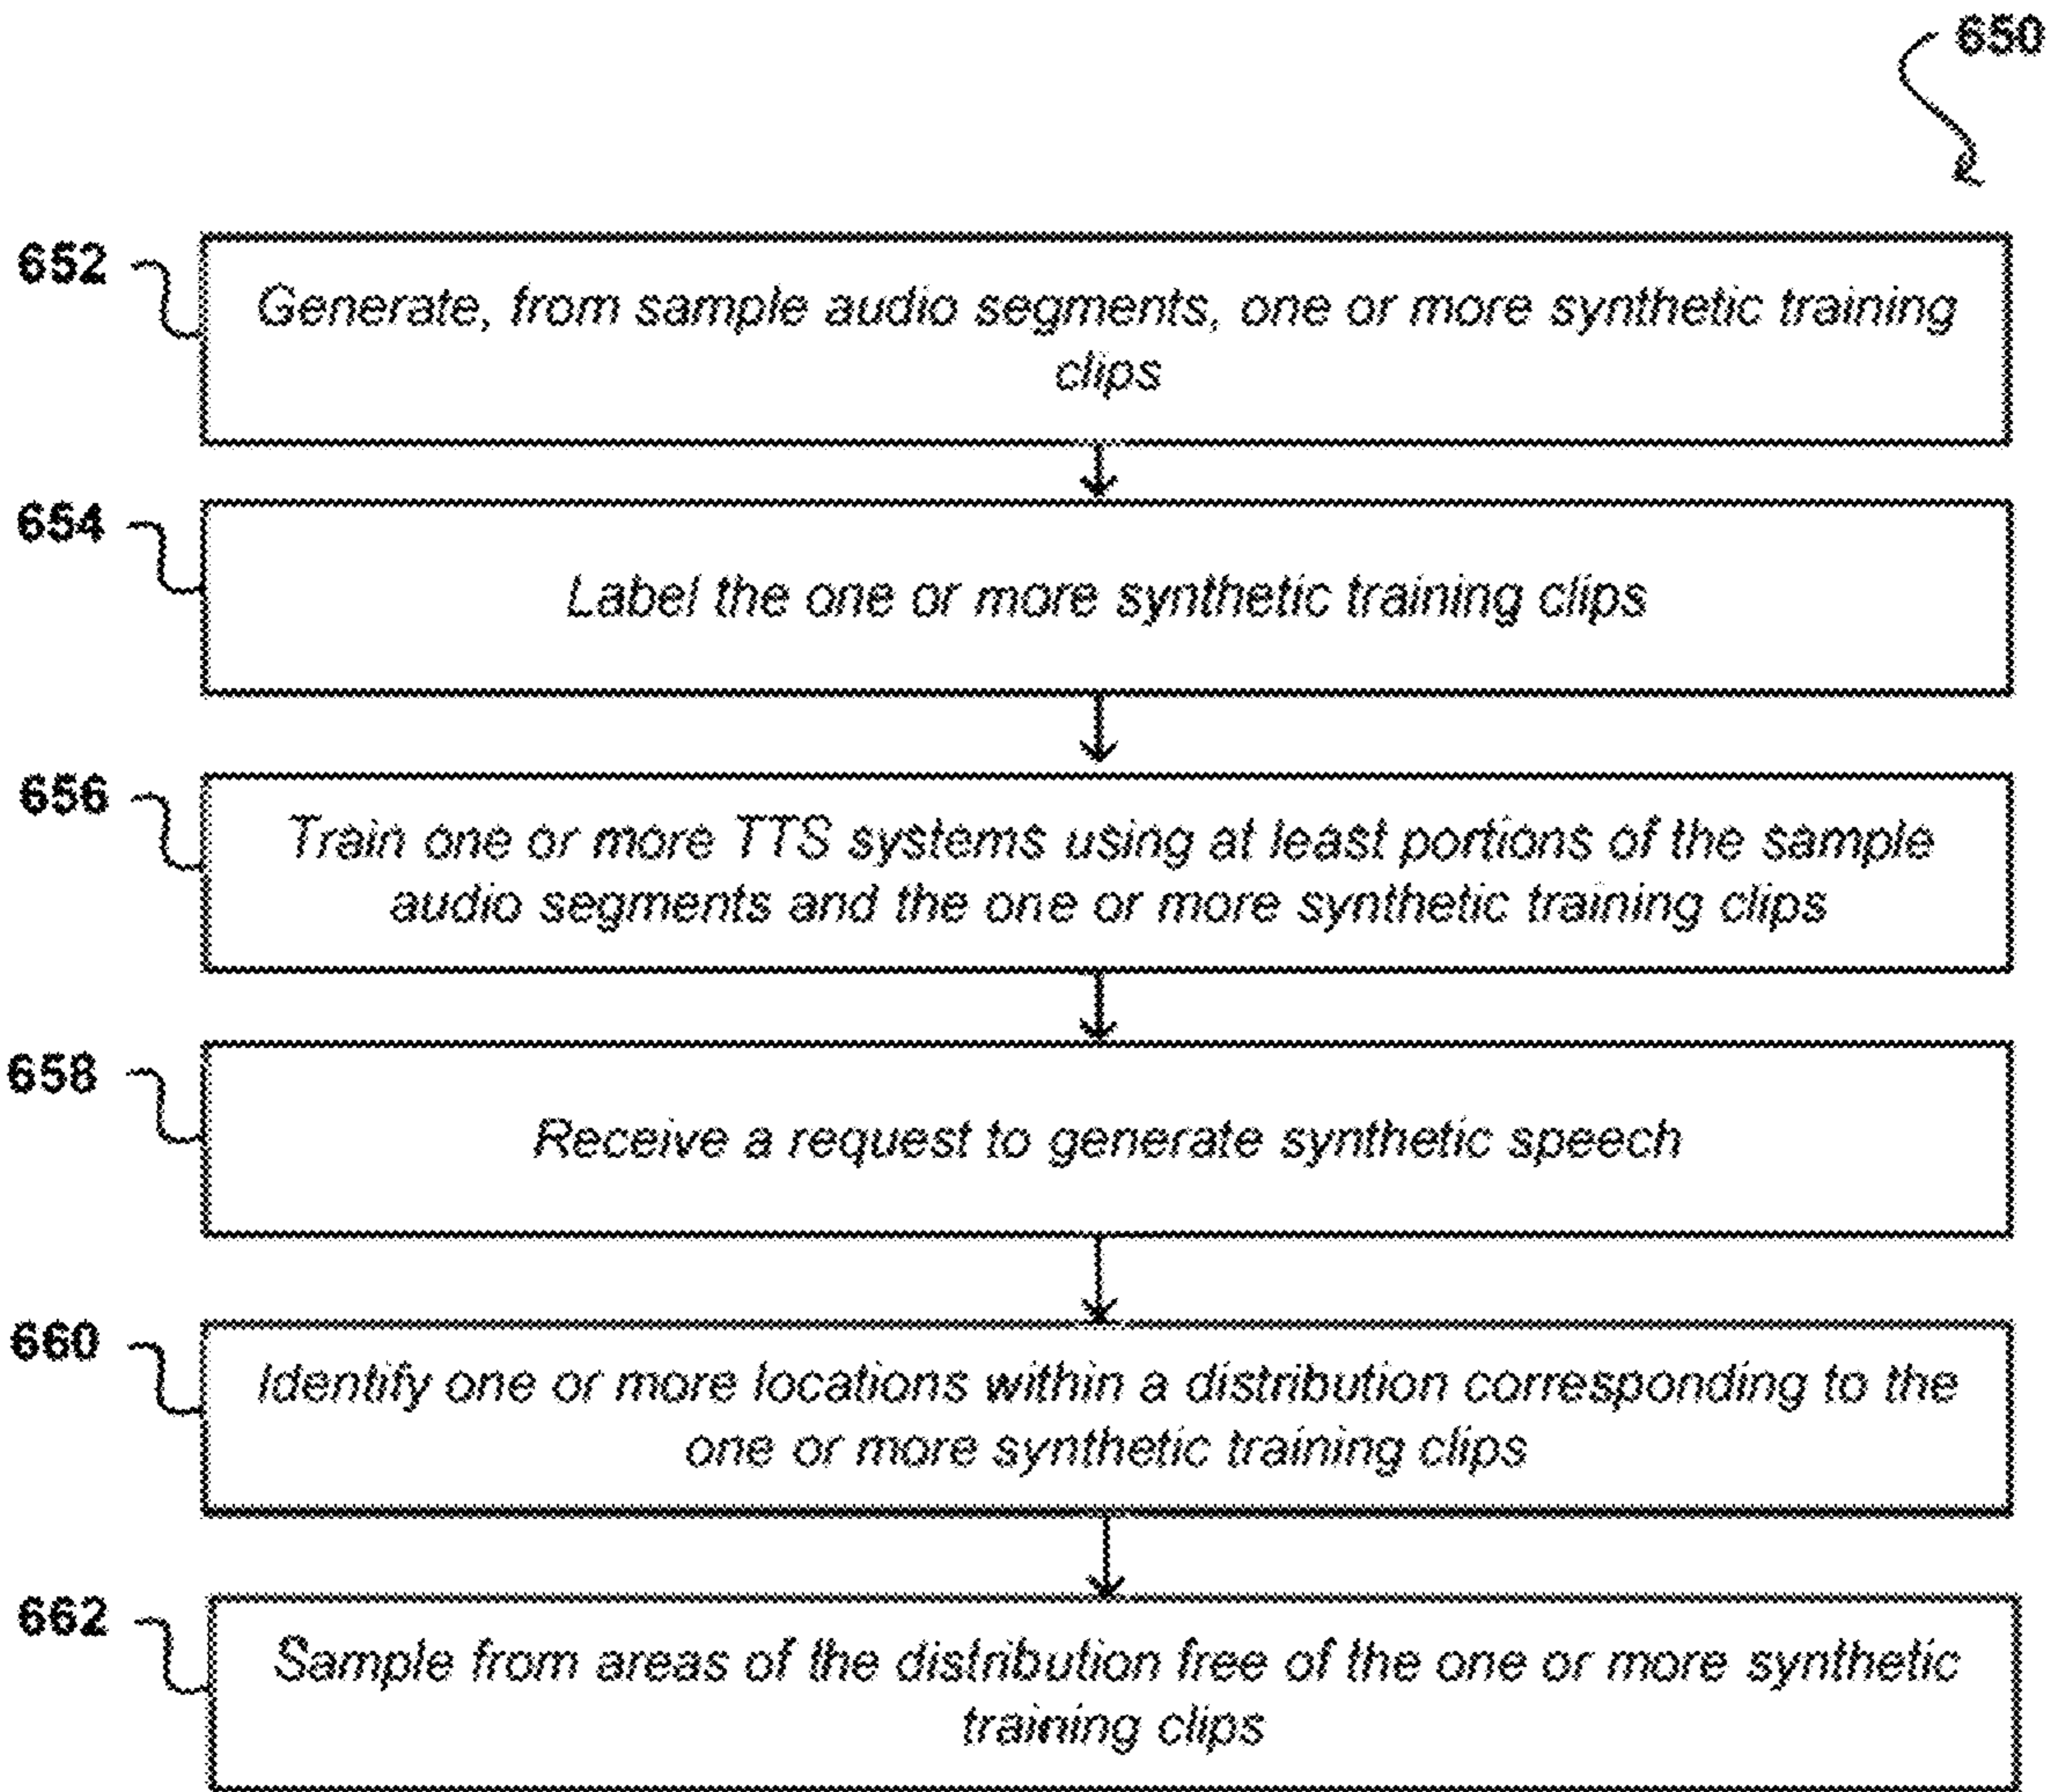 650
652
Generate, from sample audio segments, one or more synthetic training
clips
654
Label the one or more synthetic training clips
656
Train one or more TTS systems using at least portions of the sample
audio segments and the one or more synthetic training clips
658
Receive a request to generate synthetic speech
660
Identify one or more locations within a distribution corresponding to the
one or more synthetic training clips
662
Sample from areas of the distribution free of the one or more synthetic
training clips